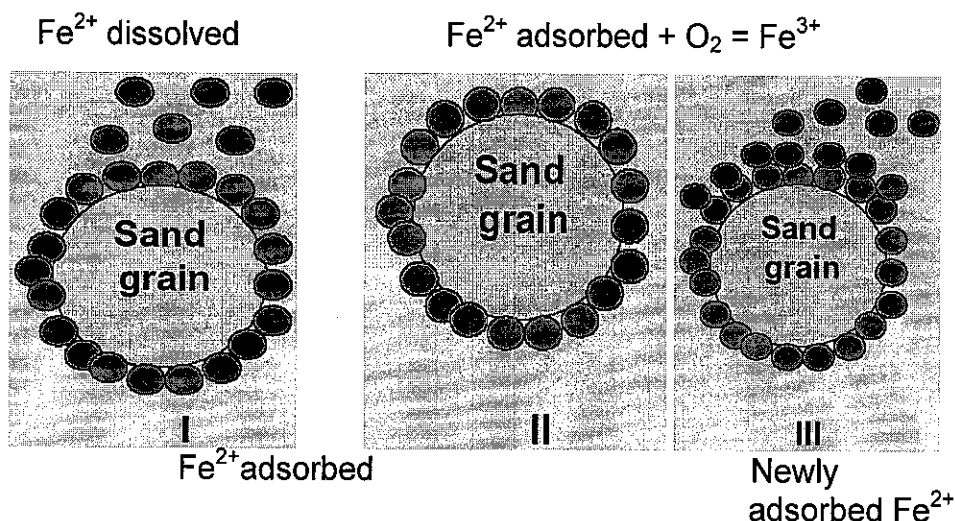 Fe²⁺ dissolved
Fe²⁺ adsorbed + O₂ = Fe³⁺
Sand
grain
I
Fe²⁺ adsorbed
Sand
grain
II
Sand
grain
III
Newly
adsorbed Fe²⁺